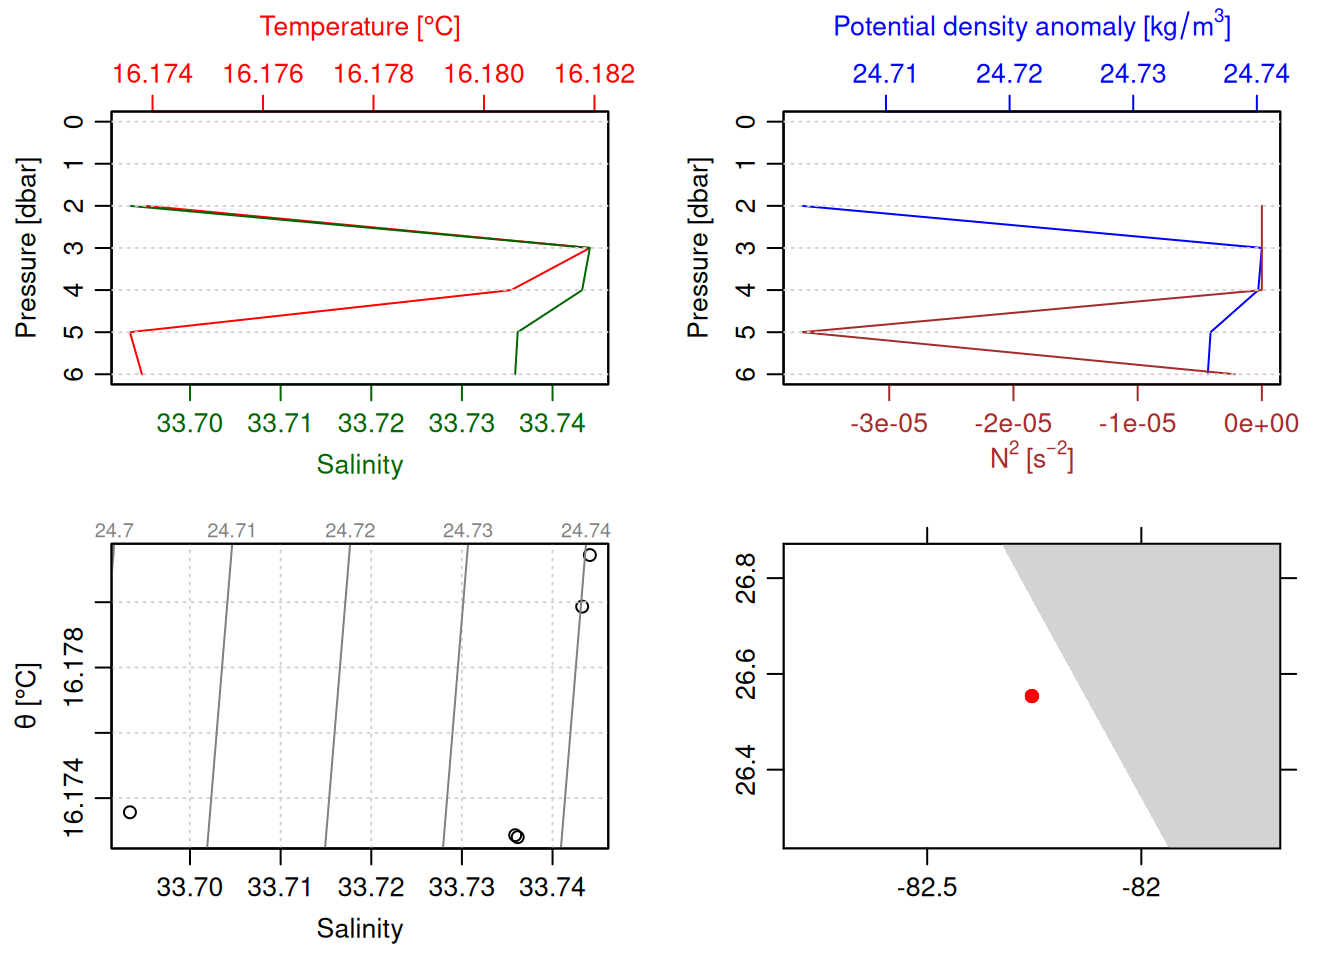 Temperature [°C]
16.174 16.176 16.178 16.180 16.182
Pressure [dbar]
0 1 2 3 4 5 6
33.70 33.71 33.72 33.73 33.74
Salinity
Potential density anomaly [kg/m³]
24.71 24.72 24.73 24.74
Pressure [dbar]
0 1 2 3 4 5 6
-3e-05 -2e-05 -1e-05 0e+00
N² [s⁻²]
24.7 24.71 24.72 24.73 24.74
θ [°C]
16.178
16.174
33.70 33.71 33.72 33.73 33.74
Salinity
26.8
26.6
26.4
-82.5 -82